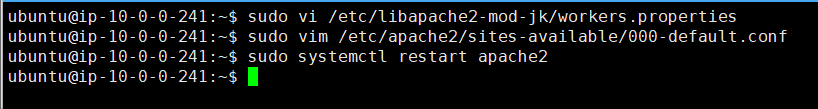 ubuntu@ip-10-0-0-241:~$ sudo vi /etc/libapache2-mod-jk/workers.properties
ubuntu@ip-10-0-0-241:~$ sudo vim /etc/apache2/sites-available/000-default.conf
ubuntu@ip-10-0-0-241:~$ sudo systemctl restart apache2
ubuntu@ip-10-0-0-241:~$